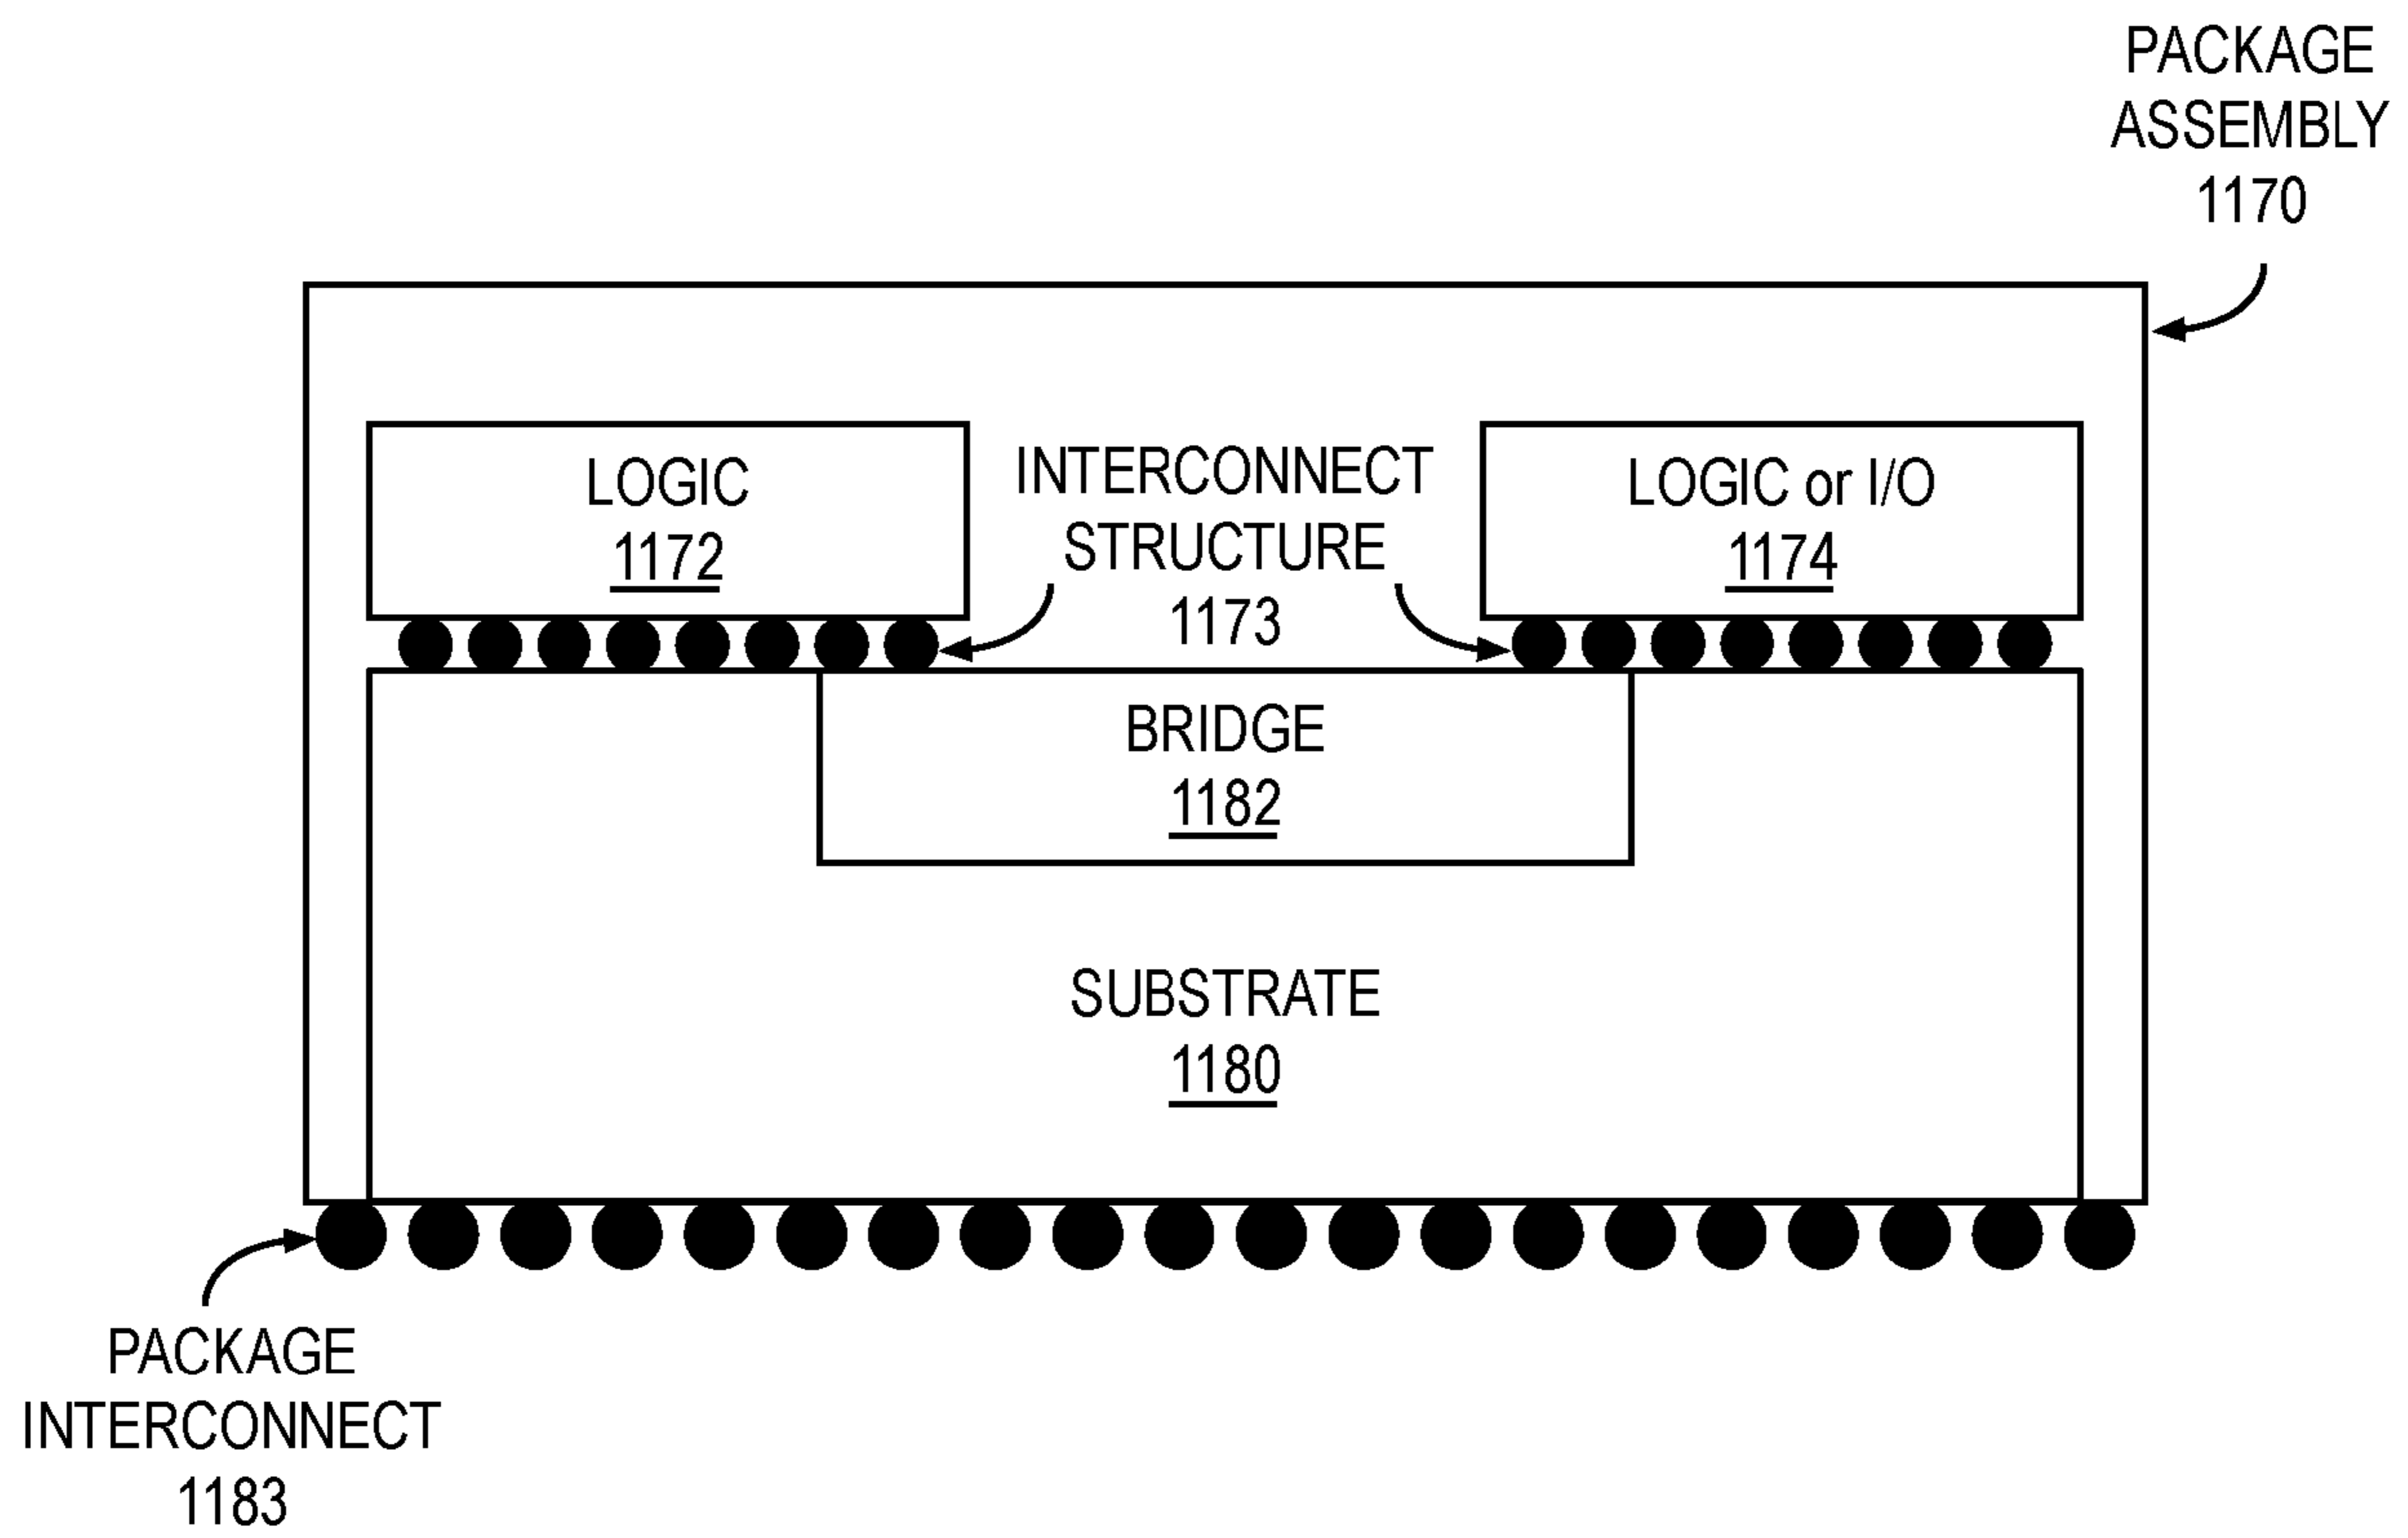 PACKAGE
ASSEMBLY
1170
LOGIC
1172
INTERCONNECT
STRUCTURE
1173
LOGIC or I/O
1174
BRIDGE
1182
SUBSTRATE
1180
PACKAGE
INTERCONNECT
1183